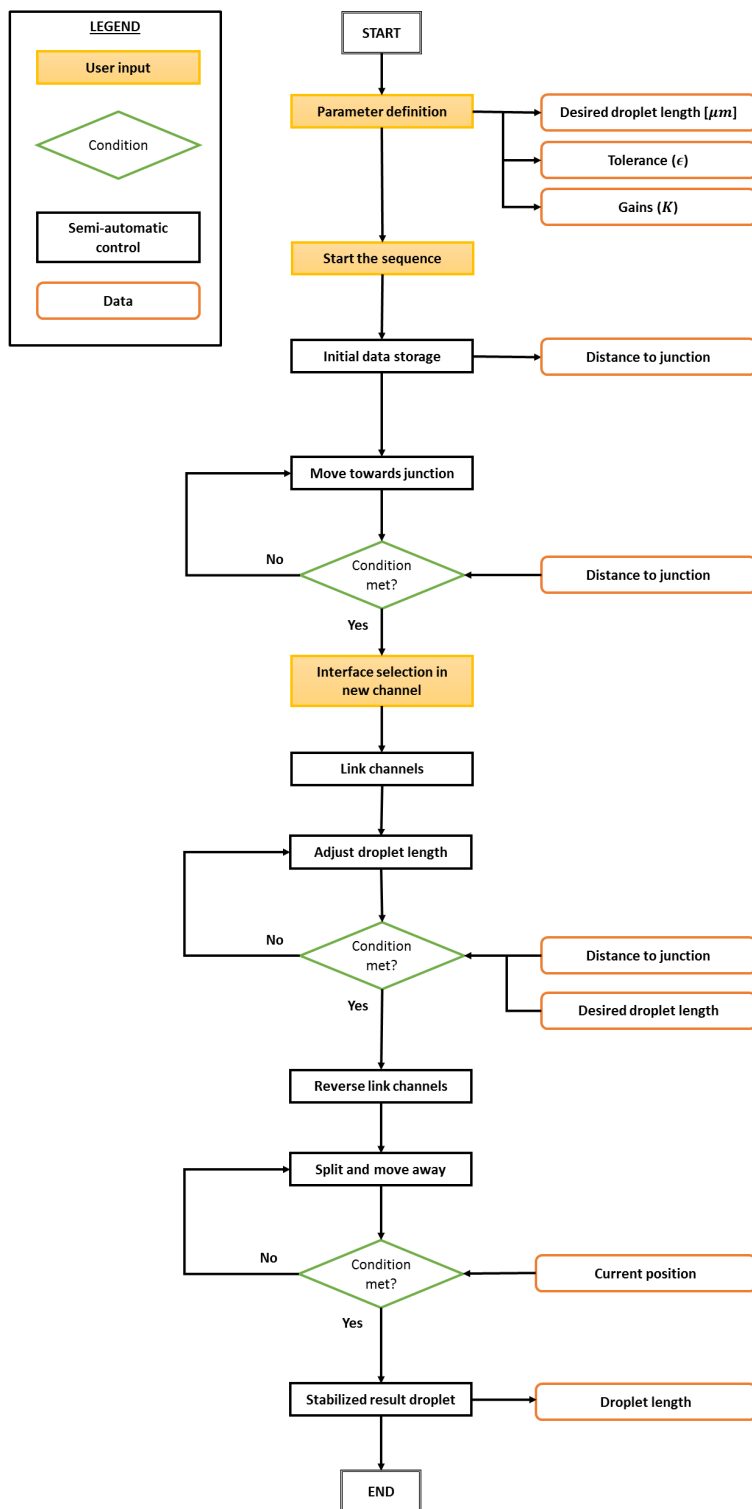 LEGEND
User input
Condition
Semi-automatic
control
Data
START
Parameter definition
Desired droplet length [μm]
Tolerance (ϵ)
Gains (K)
Start the sequence
Initial data storage
Distance to junction
Move towards junction
No
Condition
met?
Distance to junction
Yes
Interface selection in
new channel
Link channels
Adjust droplet length
No
Condition
met?
Distance to junction
Desired droplet length
Yes
Reverse link channels
Split and move away
No
Condition
met?
Current position
Yes
Stabilized result droplet
Droplet length
END